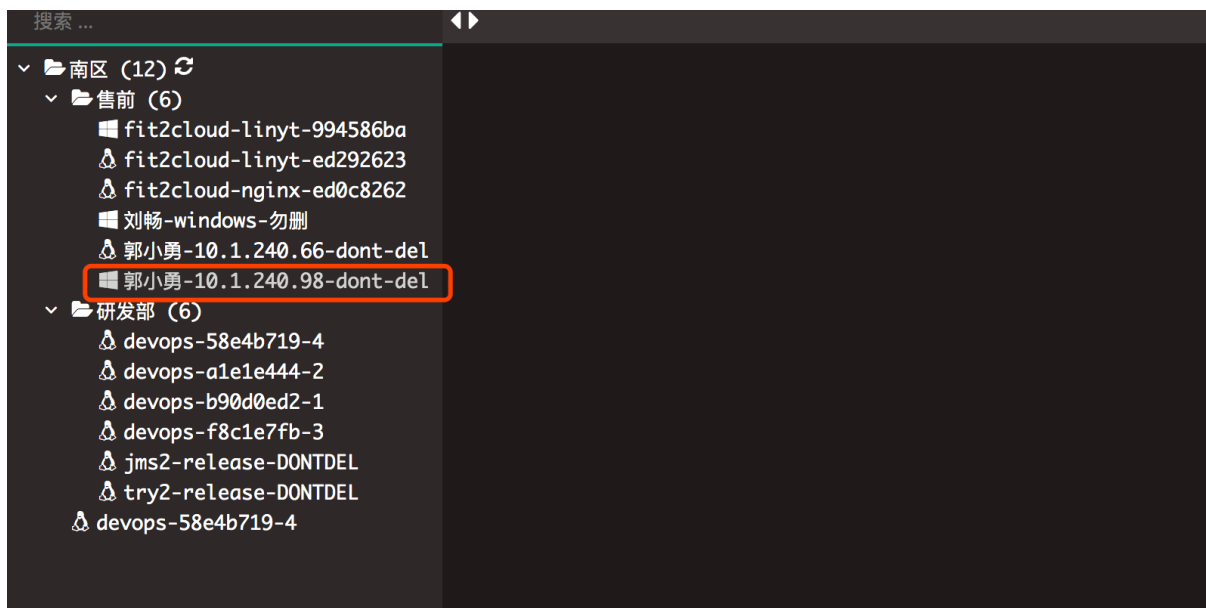 搜索 ...
南区 (12)
售前 (6)
fit2cloud-linyt-994586ba
fit2cloud-linyt-ed292623
fit2cloud-nginx-ed0c8262
刘畅-windows-勿删
郭小勇-10.1.240.66-dont-del
郭小勇-10.1.240.98-dont-del
研发部 (6)
devops-58e4b719-4
devops-a1e1e444-2
devops-b90d0ed2-1
devops-f8c1e7fb-3
jms2-release-DONTDEL
try2-release-DONTDEL
devops-58e4b719-4